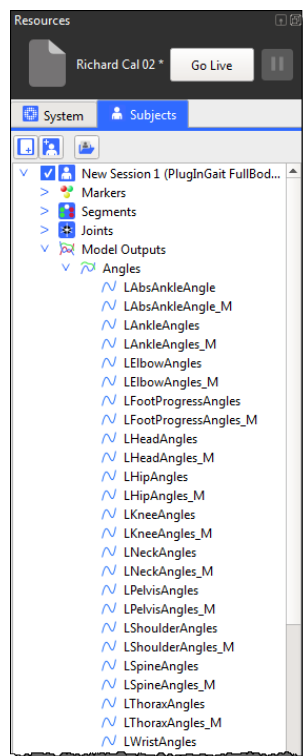 Resources
Richard Cal 02 *
Go Live
System
Subjects
New Session 1 (PlugInGait FullBod...
Markers
Segments
Joints
Model Outputs
Angles
LAbsAnkleAngle
LAbsAnkleAngle_M
LAnkleAngles
LAnkleAngles_M
LElbowAngles
LElbowAngles_M
LFootProgressAngles
LFootProgressAngles_M
LHeadAngles
LHeadAngles_M
LHipAngles
LHipAngles_M
LKneeAngles
LKneeAngles_M
LNeckAngles
LNeckAngles_M
LPelvisAngles
LPelvisAngles_M
LShoulderAngles
LShoulderAngles_M
LSpineAngles
LSpineAngles_M
LThoraxAngles
LThoraxAngles_M
LWristAngles